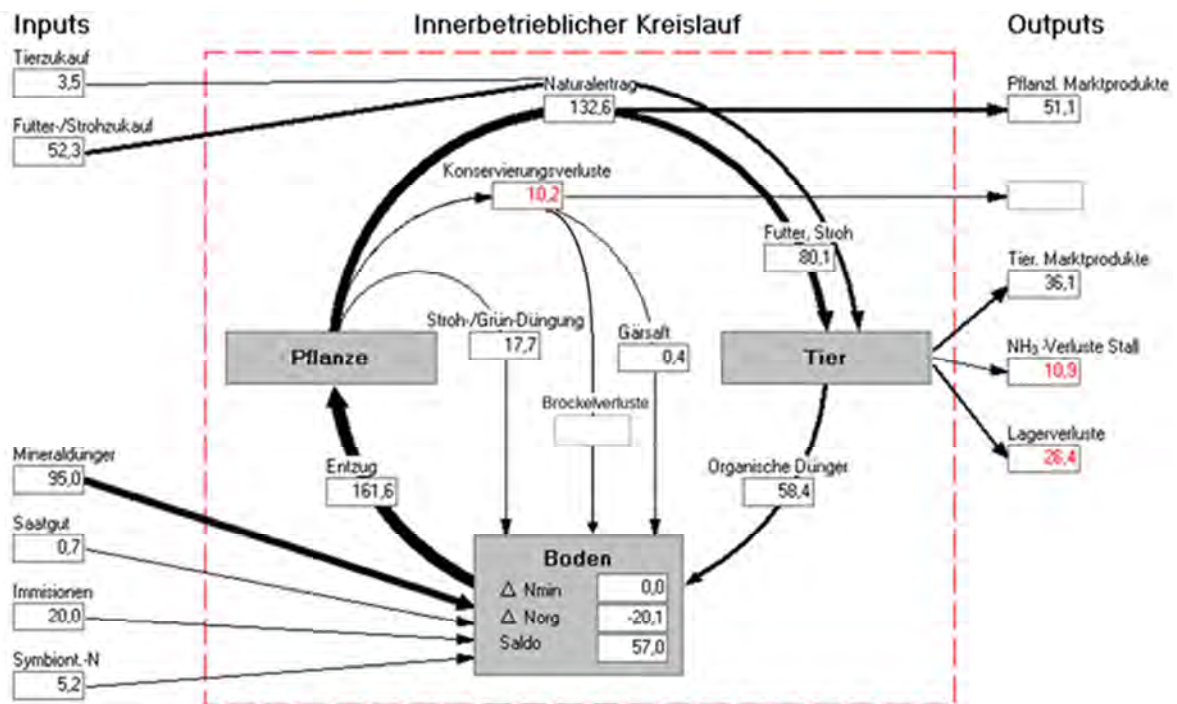 Inputs
Innerbetrieblicher Kreislauf
Outputs
Tierzukauf
3,5
Futter-/Strohzukauf
52,3
Naturalertrag
132,6
Pflanzl. Marktprodukte
51,1
Konservierungsverluste
10,2
Futter, Stroh
80,1
Tier. Marktprodukte
36,1
Stroh-/Grün-Düngung
17,7
Gärsaft
0,4
Pflanze
Tier
NH₃-Verluste Stall
10,9
Bröckelverluste
Lagerverluste
26,4
Mineraldünger
95,0
Entzug
161,6
Organische Dünger
58,4
Saatgut
0,7
Immisionen
20,0
Symbiont.-N
5,2
Boden
Δ Nmin 0,0
Δ Norg -20,1
Saldo 57,0